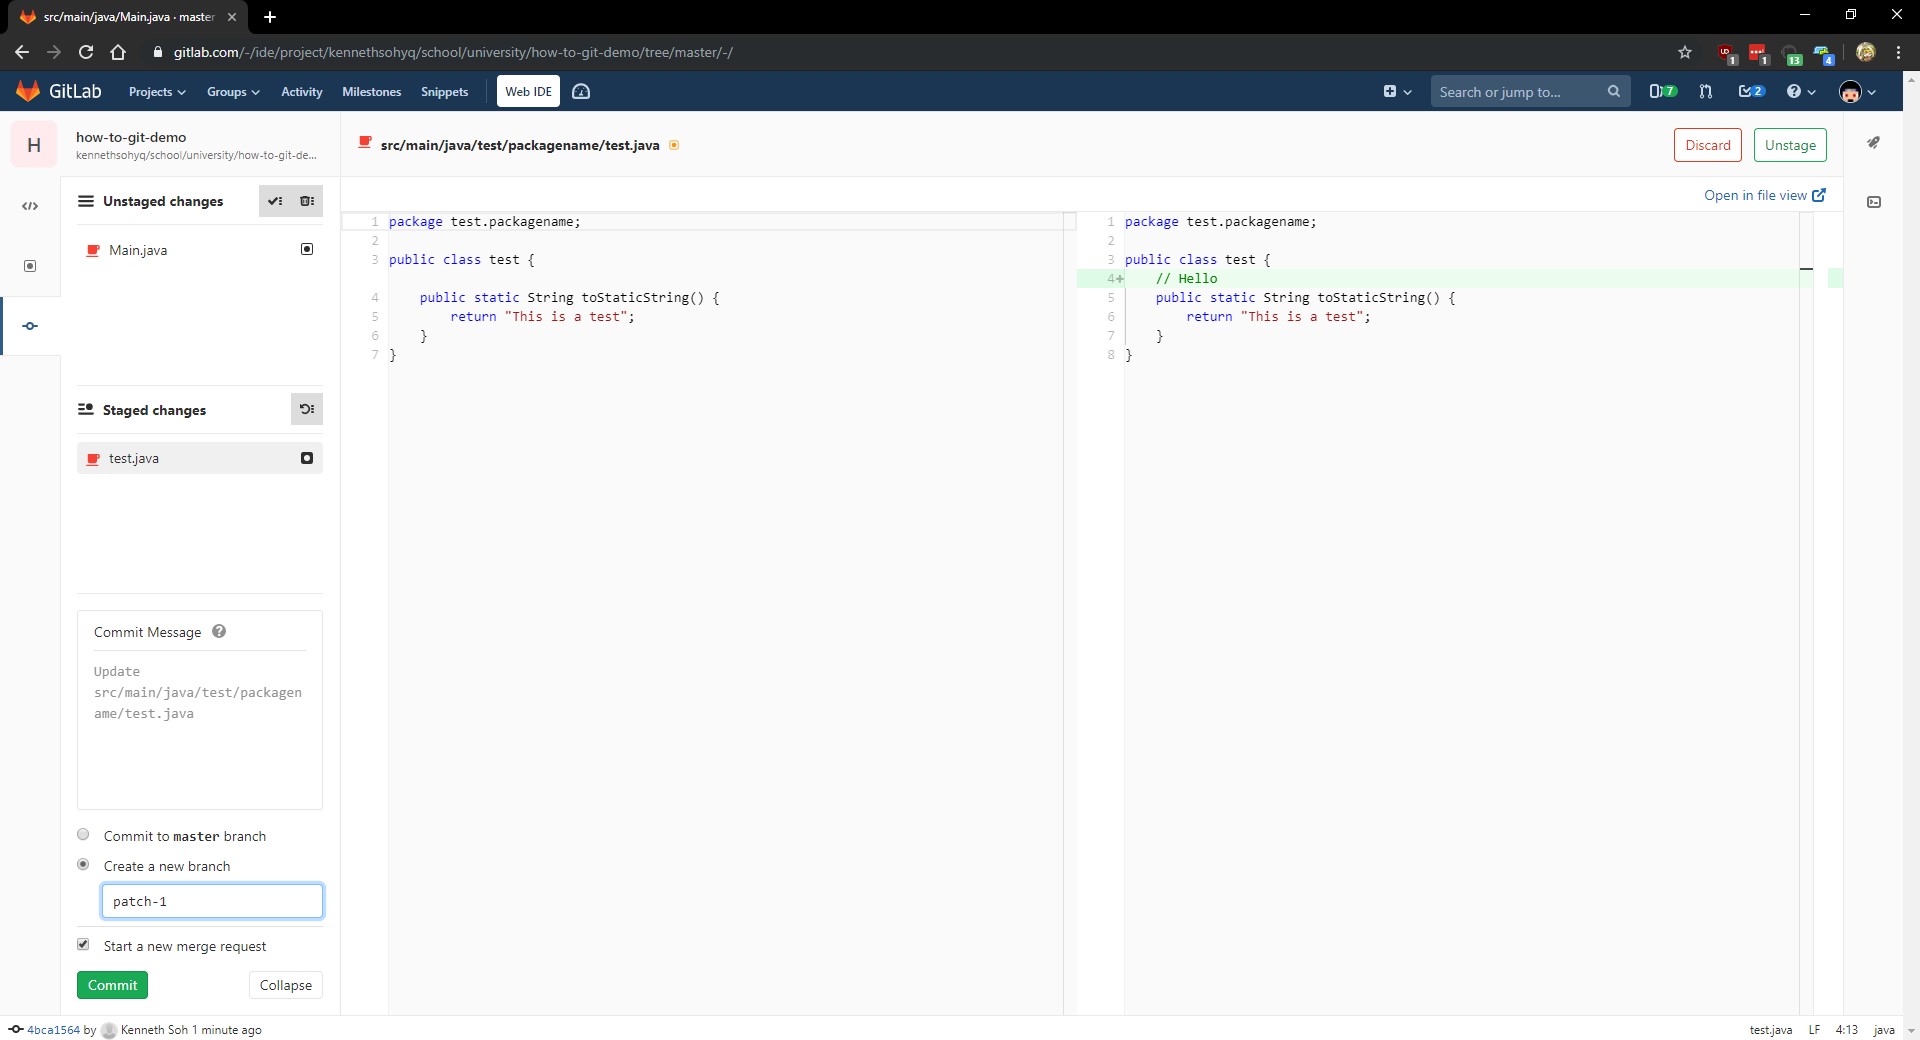 src/main/java/Main.java · master
gitlab.com/-/ide/project/kennethsohyq/school/university/how-to-git-demo/tree/master/-/
1 1 13 4
GitLab Projects Groups Activity Milestones Snippets Web IDE Search or jump to... 7 2
H
how-to-git-demo
kennethsohyq/school/university/how-to-git-de...
src/main/java/test/packagename/test.java
Discard Unstage
Unstaged changes
Main.java
Staged changes
test.java
Commit Message
Update
src/main/java/test/packagen
ame/test.java
Commit to master branch
Create a new branch
patch-1
Start a new merge request
Commit Collapse
Open in file view
1 package test.packagename;
2
3 public class test {
4 public static String toStaticString() {
5 return "This is a test";
6 }
7 }
1 package test.packagename;
2
3 public class test {
4+ // Hello
5 public static String toStaticString() {
6 return "This is a test";
7 }
8 }
4bca1564 by Kenneth Soh 1 minute ago
test.java LF 4:13 java